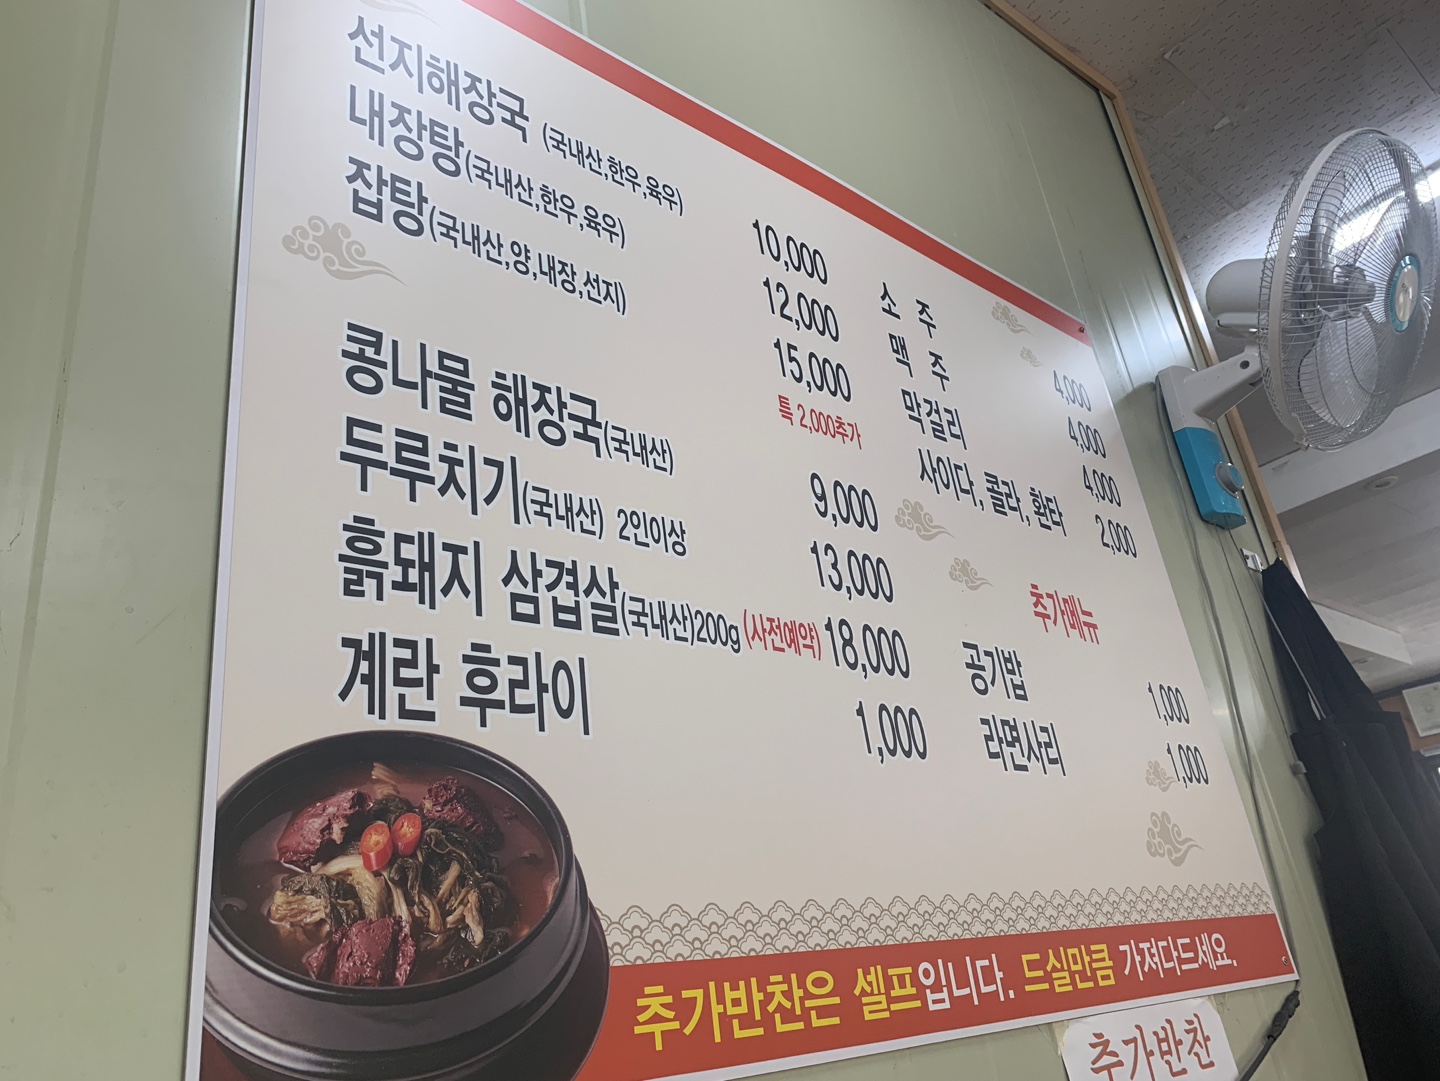 선지해장국 (국내산,한우,육우) 10,000
내장탕(국내산,한우,육우) 12,000
잡탕(국내산,양,내장,선지) 15,000
특 2,000추가
콩나물 해장국(국내산) 9,000
두루치기(국내산) 2인이상 13,000
흙돼지 삼겹살(국내산)200g (사전예약) 18,000
계란 후라이 1,000
소 주 4,000
맥 주 4,000
막걸리 4,000
사이다, 콜라, 환타 2,000
추가메뉴
공기밥 1,000
라면사리 1,000
추가반찬은 셀프입니다. 드실만큼 가져다드세요.
추가반찬